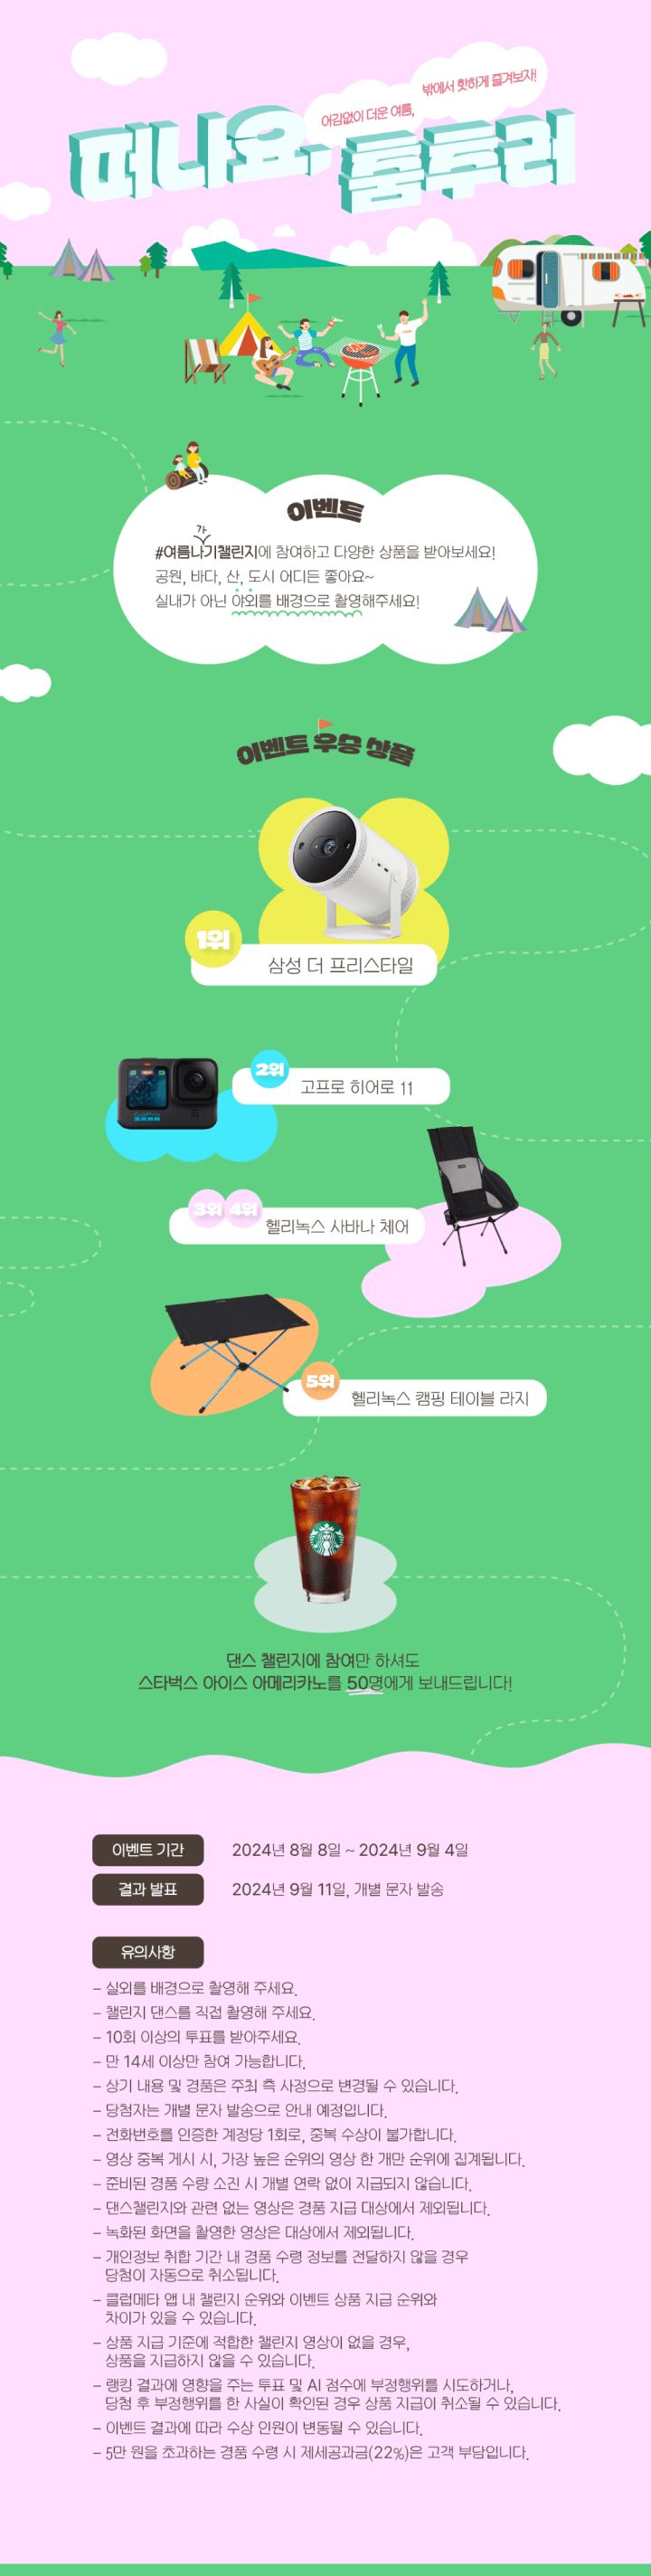 밖에서 핫하게 즐겨보자!
어김없이 더운 여름,
떠나요, 룸투러
이벤트
가
#여름나기챌린지에 참여하고 다양한 상품을 받아보세요!
공원, 바다, 산, 도시 어디든 좋아요~
실내가 아닌 야외를 배경으로 촬영해주세요!
이벤트 우승 상품
1위
삼성 더 프리스타일
2위
고프로 히어로 11
GoPro
3위 4위
헬리녹스 사바나 체어
5위
헬리녹스 캠핑 테이블 라지
댄스 챌린지에 참여만 하셔도
스타벅스 아이스 아메리카노를 50명에게 보내드립니다!
이벤트 기간
2024년 8월 8일 ~ 2024년 9월 4일
결과 발표
2024년 9월 11일, 개별 문자 발송
유의사항
- 실외를 배경으로 촬영해 주세요.
- 챌린지 댄스를 직접 촬영해 주세요.
- 10회 이상의 투표를 받아주세요.
- 만 14세 이상만 참여 가능합니다.
- 상기 내용 및 경품은 주최 측 사정으로 변경될 수 있습니다.
- 당첨자는 개별 문자 발송으로 안내 예정입니다.
- 전화번호를 인증한 계정당 1회로, 중복 수상이 불가합니다.
- 영상 중복 게시 시, 가장 높은 순위의 영상 한 개만 순위에 집계됩니다.
- 준비된 경품 수량 소진 시 개별 연락 없이 지급되지 않습니다.
- 댄스챌린지와 관련 없는 영상은 경품 지급 대상에서 제외됩니다.
- 녹화된 화면을 촬영한 영상은 대상에서 제외됩니다.
- 개인정보 취합 기간 내 경품 수령 정보를 전달하지 않을 경우
당첨이 자동으로 취소됩니다.
- 클럽메타 앱 내 챌린지 순위와 이벤트 상품 지급 순위와
차이가 있을 수 있습니다.
- 상품 지급 기준에 적합한 챌린지 영상이 없을 경우,
상품을 지급하지 않을 수 있습니다.
- 랭킹 결과에 영향을 주는 투표 및 AI 점수에 부정행위를 시도하거나,
당첨 후 부정행위를 한 사실이 확인된 경우 상품 지급이 취소될 수 있습니다.
- 이벤트 결과에 따라 수상 인원이 변동될 수 있습니다.
- 5만 원을 초과하는 경품 수령 시 제세공과금(22%)은 고객 부담입니다.